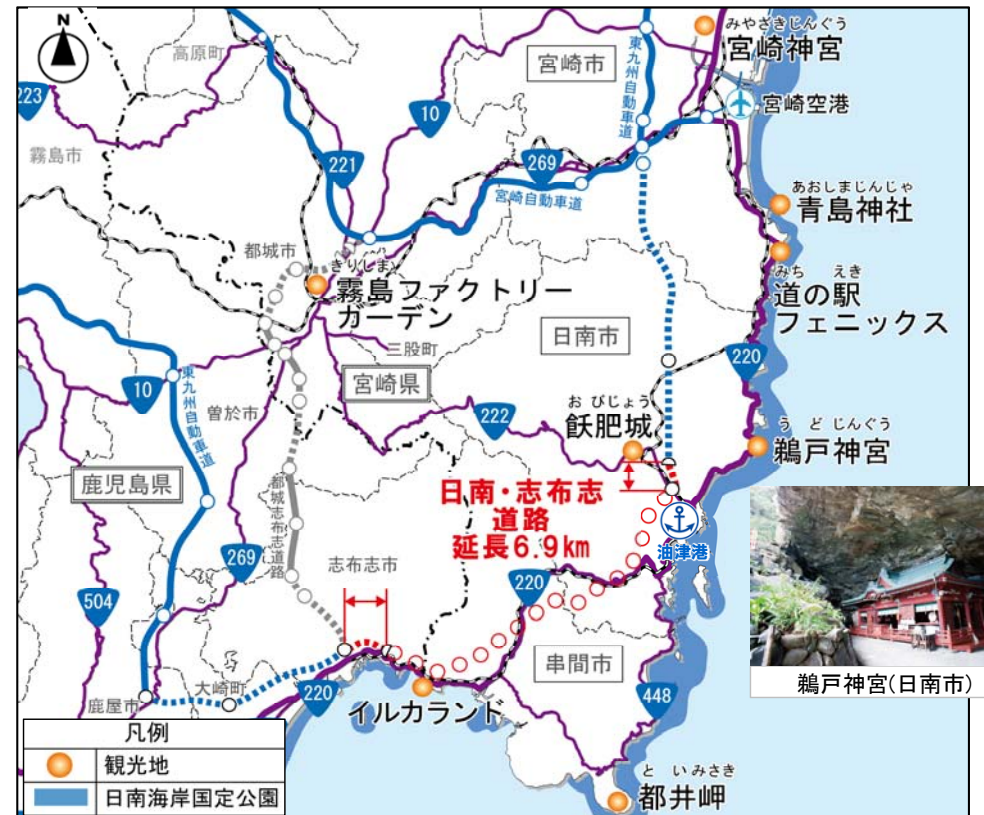 N
みやざきじんぐう
宮崎神宮
宮崎市
東九州自動車道
高原町
223
10
宮崎空港
霧島市
221
269
宮崎自動車道
あおしまじんじゃ
青島神社
都城市
きりしま
霧島ファクトリー
ガーデン
みち えき
道の駅
フェニックス
日南市
三股町
220
宮崎県
10
東九州自動車道
曽於市
222
おびじょう
飫肥城
うどじんぐう
鵜戸神宮
鹿児島県
都城志布志道路
日南・志布志
道路
延長6.9km
油津港
269
志布志市
504
220
串間市
鹿屋市
大崎町
220
イルカランド
448
鵜戸神宮(日南市)
凡例
観光地
日南海岸国定公園
といみさき
都井岬